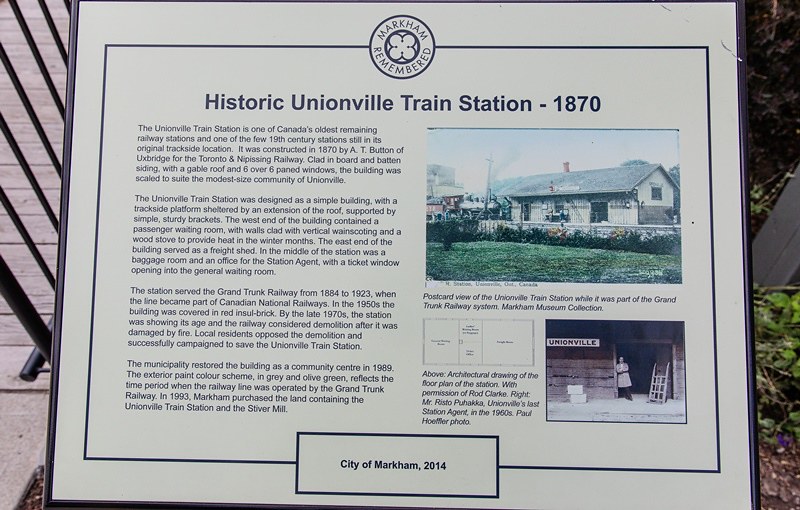 MARKHAM
REMEMBERED
Historic Unionville Train Station - 1870
The Unionville Train Station is one of Canada's oldest remaining
railway stations and one of the few 19th century stations still in its
original trackside location. It was constructed in 1870 by A. T. Button of
Uxbridge for the Toronto & Nipissing Railway. Clad in board and batten
siding, with a gable roof and 6 over 6 paned windows, the building was
scaled to suite the modest-size community of Unionville.
The Unionville Train Station was designed as a simple building, with a
trackside platform sheltered by an extension of the roof, supported by
simple, sturdy brackets. The west end of the building contained a
passenger waiting room, with walls clad with vertical wainscoting and a
wood stove to provide heat in the winter months. The east end of the
building served as a freight shed. In the middle of the station was a
baggage room and an office for the Station Agent, with a ticket window
opening into the general waiting room.
The station served the Grand Trunk Railway from 1884 to 1923, when
the line became part of Canadian National Railways. In the 1950s the
building was covered in red insul-brick. By the late 1970s, the station
was showing its age and the railway considered demolition after it was
damaged by fire. Local residents opposed the demolition and
successfully campaigned to save the Unionville Train Station.
The municipality restored the building as a community centre in 1989.
The exterior paint colour scheme, in grey and olive green, reflects the
time period when the railway line was operated by the Grand Trunk
Railway. In 1993, Markham purchased the land containing the
Unionville Train Station and the Stiver Mill.
Station, Unionville, Ont., Canada
Postcard view of the Unionville Train Station while it was part of the Grand
Trunk Railway system. Markham Museum Collection.
UNIONVILLE
Above: Architectural drawing of the
floor plan of the station. With
permission of Rod Clarke. Right:
Mr. Risto Puhakka, Unionville's last
Station Agent, in the 1960s. Paul
Hoeffler photo.
City of Markham, 2014